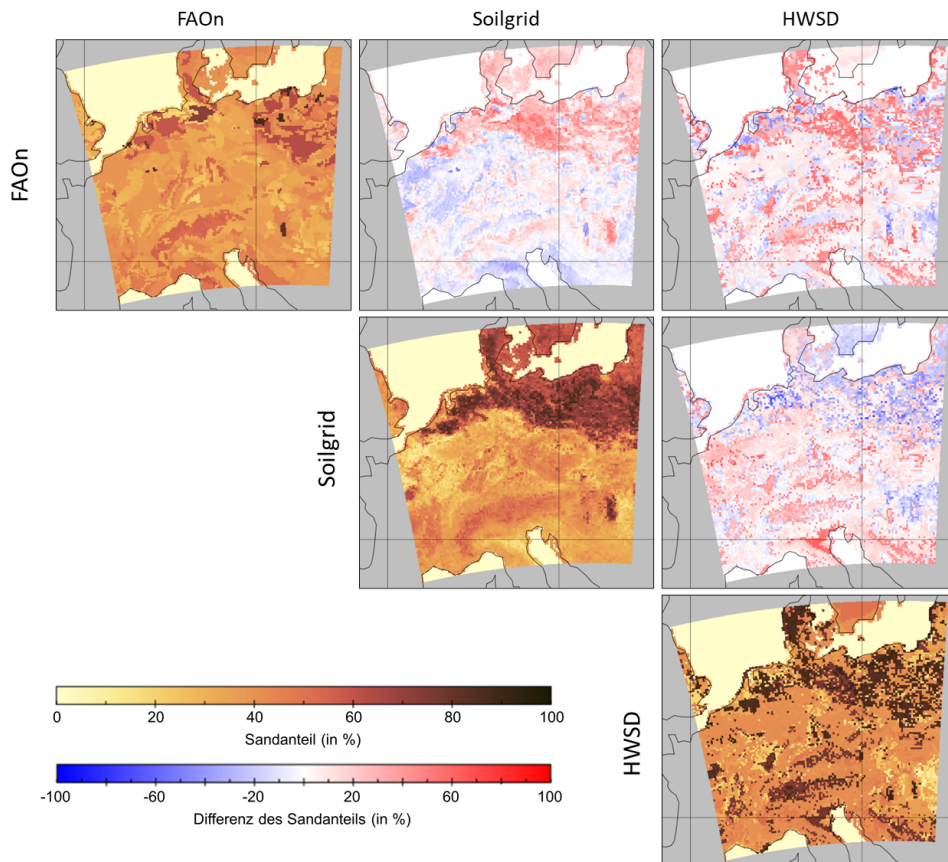 FAOn Soilgrid HWSD
FAOn
Soilgrid
HWSD
0 20 40 60 80 100
Sandanteil (in %)
-100 -60 -20 20 60 100
Differenz des Sandanteils (in %)